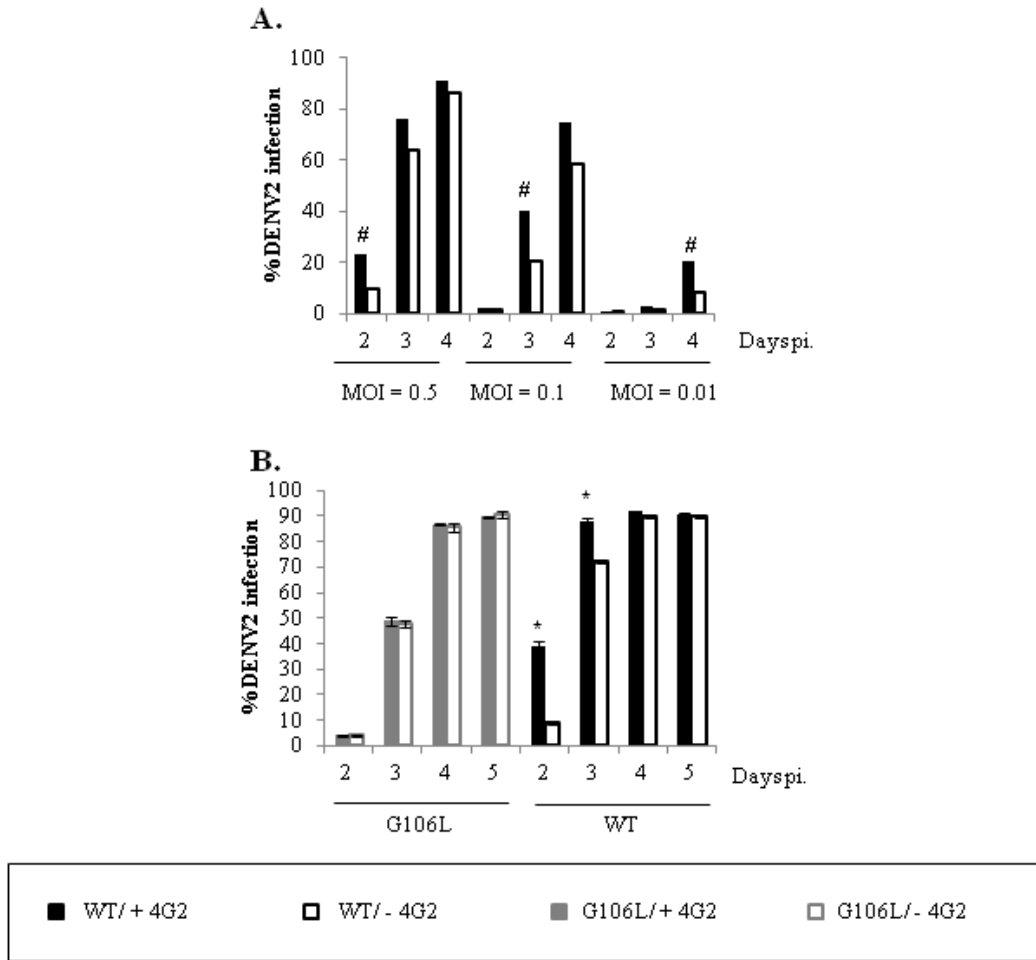 A.
%DENV2 infection
100
80
60
40
20
0
# # #
2 3 4 2 3 4 2 3 4 Dayspi.
MOI = 0.5 MOI = 0.1 MOI = 0.01
B.
%DENV2 infection
100
90
80
70
60
50
40
30
20
10
0
* *
2 3 4 5 2 3 4 5 Dayspi.
G106L WT
WT/ + 4G2 WT/ - 4G2 G106L/ + 4G2 G106L/ - 4G2